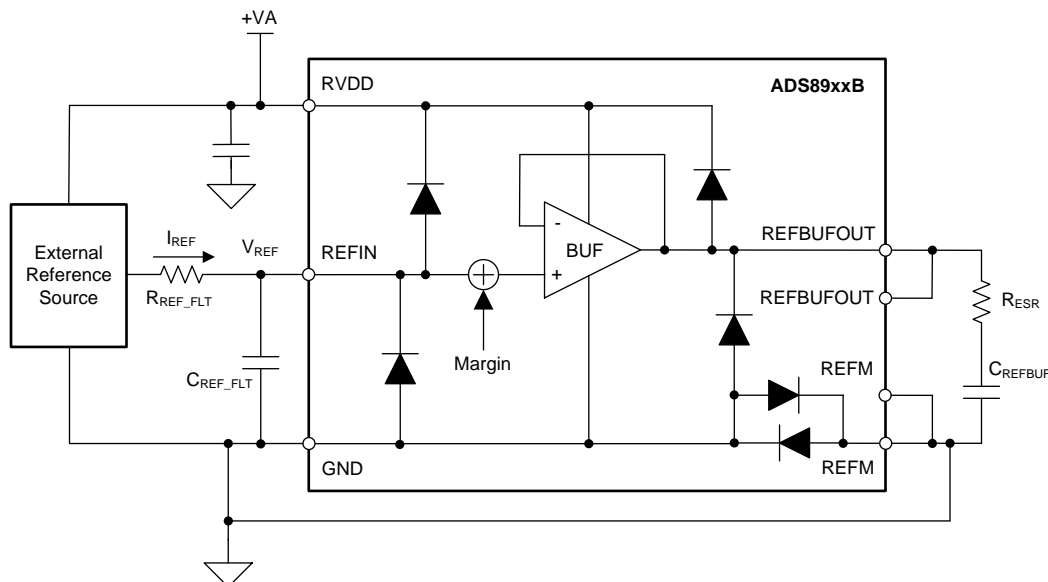 +VA
RVDD
ADS89xxB
External
Reference
Source
IREF
RREF_FLT
VREF
REFIN
CREF_FLT
-
BUF
+
Margin
REFBUFOUT
REFBUFOUT
RESR
REFM
CREFBUF
REFM
GND